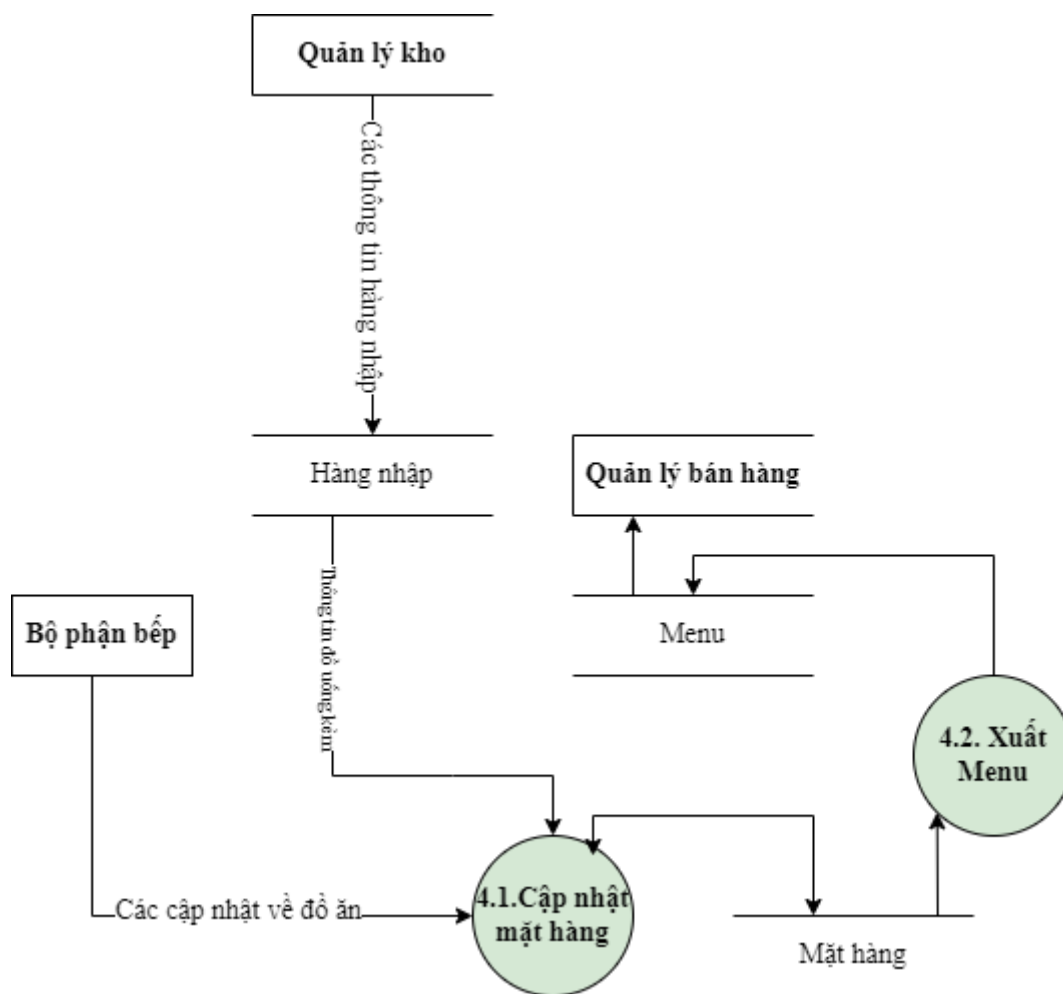 Quản lý kho
Các thông tin hàng nhập
Hàng nhập
Quản lý bán hàng
Thông tin đồ uống kèm
Bộ phận bếp
Menu
4.2. Xuất
Menu
4.1.Cập nhật
mặt hàng
Các cập nhật về đồ ăn
Mặt hàng